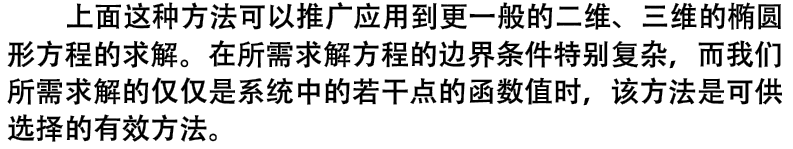 上面这种方法可以推广应用到更一般的二维、三维的椭圆
形方程的求解。在所需求解方程的边界条件特别复杂，而我们
所需求解的仅仅是系统中的若干点的函数值时，该方法是可供
选择的有效方法。